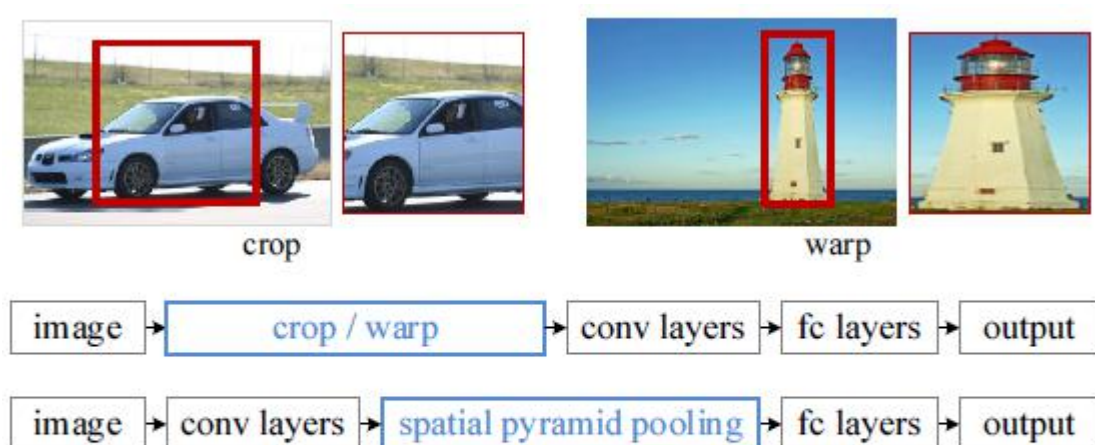 crop
warp
image crop / warp conv layers fc layers output
image conv layers spatial pyramid pooling fc layers output